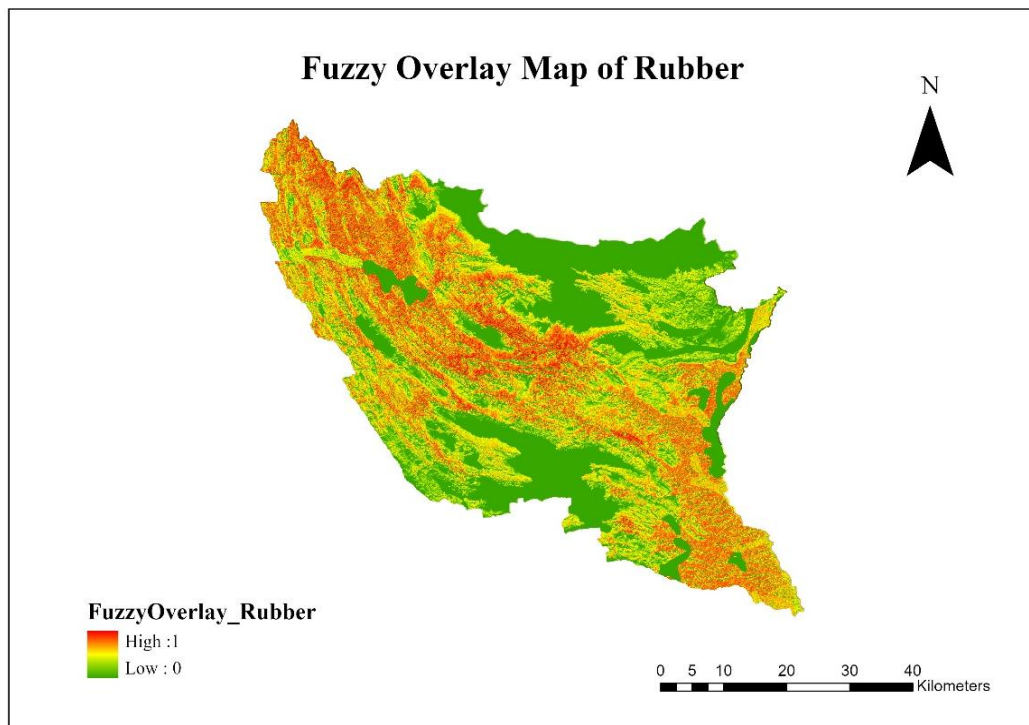 Fuzzy Overlay Map of Rubber
N
FuzzyOverlay_Rubber
High :1
Low : 0
0 5 10 20 30 40
Kilometers